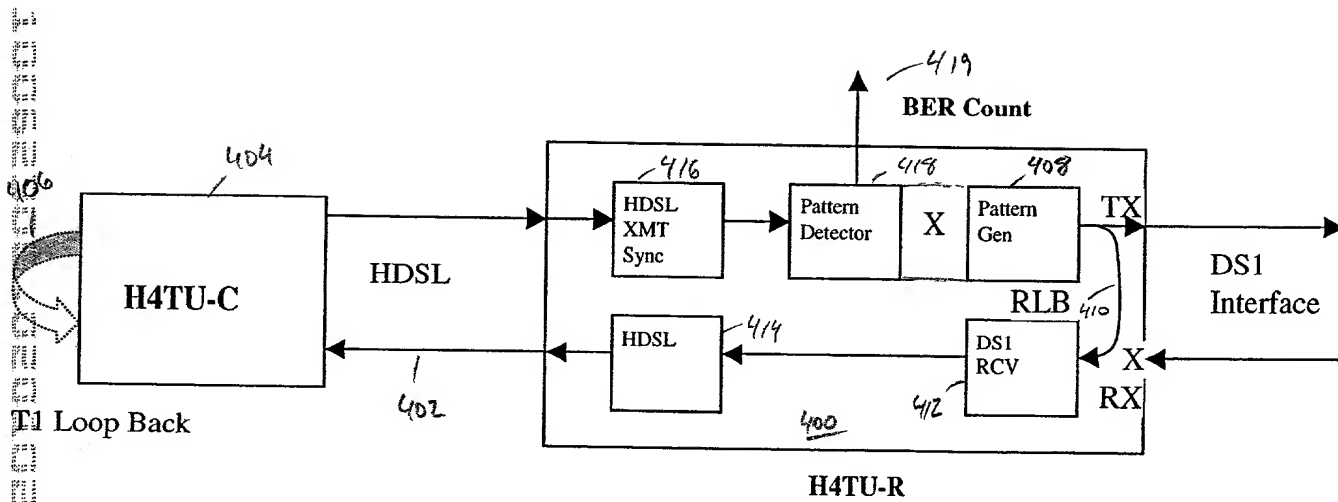 419
BER Count
404
406
416
418
408
HDSL
XMT
Sync
Pattern
Detector
X
Pattern
Gen
TX
HDSL
H4TU-C
RLB
410
DS1
Interface
HDSL
414
DS1
RCV
X
RX
402
412
400
T1 Loop Back
H4TU-R